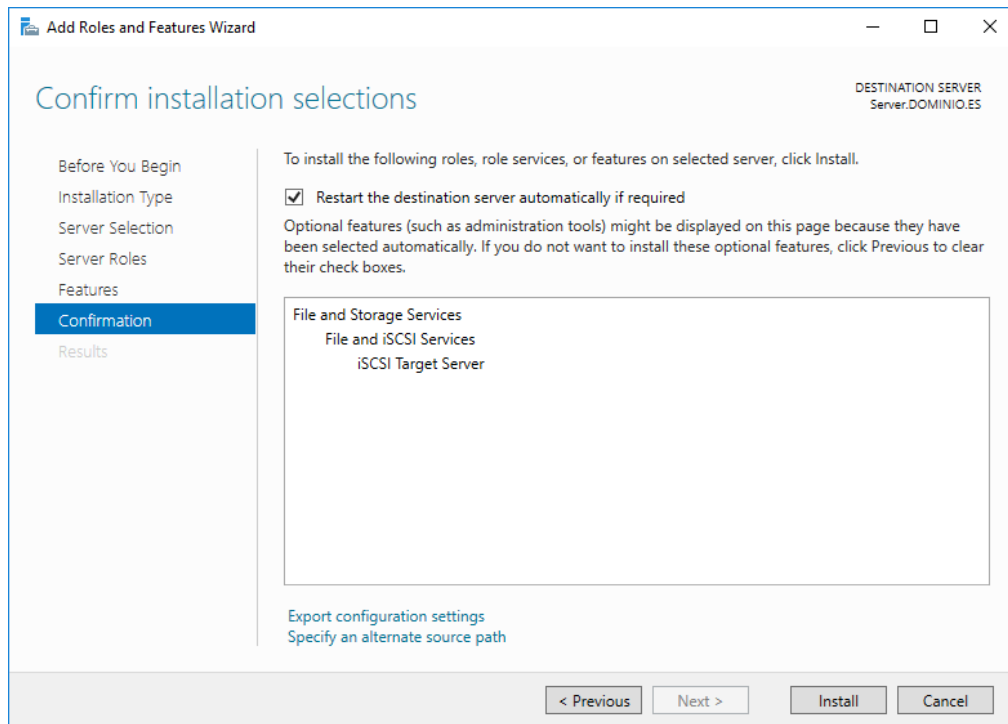 Add Roles and Features Wizard
Confirm installation selections
DESTINATION SERVER
Server.DOMINIO.ES
Before You Begin
Installation Type
Server Selection
Server Roles
Features
Confirmation
Results
To install the following roles, role services, or features on selected server, click Install.
Restart the destination server automatically if required
Optional features (such as administration tools) might be displayed on this page because they have
been selected automatically. If you do not want to install these optional features, click Previous to clear
their check boxes.
File and Storage Services
File and iSCSI Services
iSCSI Target Server
Export configuration settings
Specify an alternate source path
< Previous
Next >
Install
Cancel